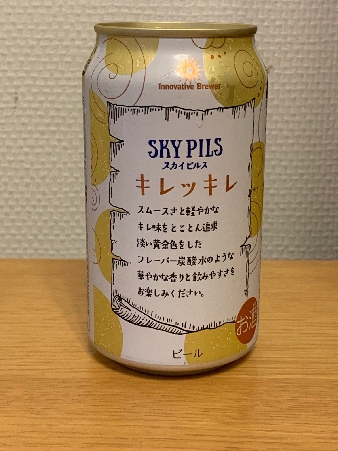 Innovative Brewer
SKY PILS
スカイピルス
キレッキレ
スムースさと軽やかな
キレ味をとことん追求
淡い黄金色をした
フレーバー炭酸水のような
華やかな香りと飲みやすさを
お楽しみください。
お酒
ビール